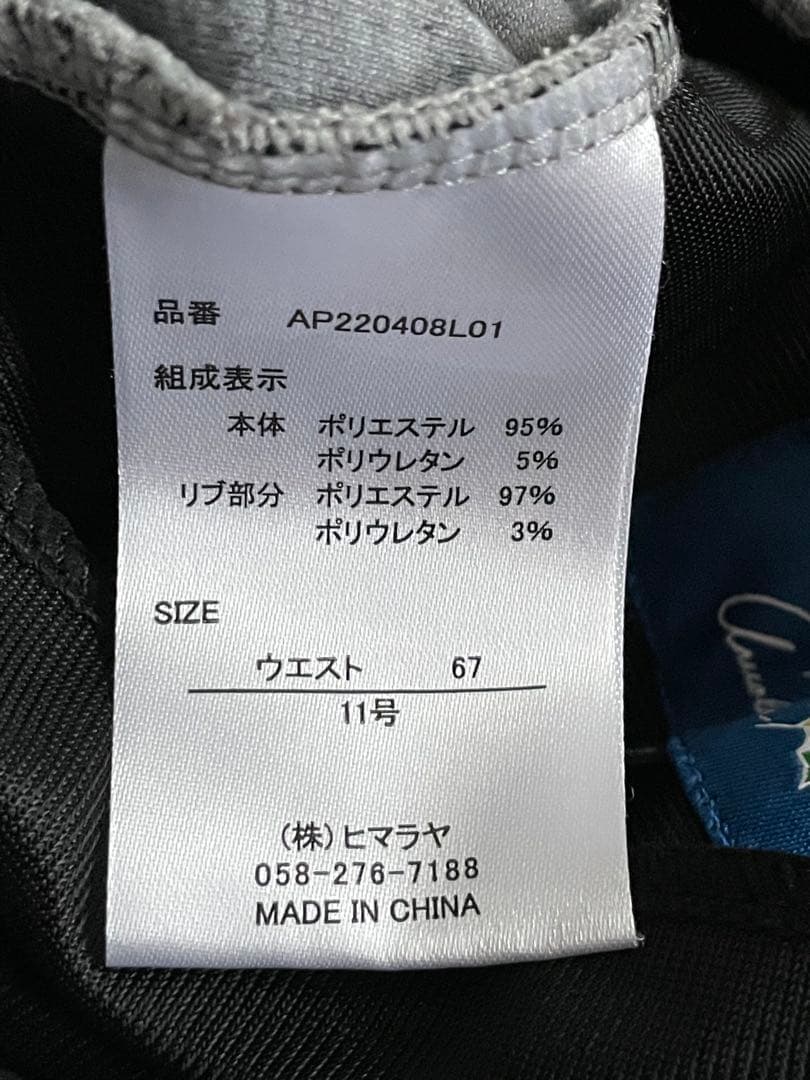 品番 AP220408L01
組成表示
本体 ポリエステル 95%
ポリウレタン 5%
リブ部分 ポリエステル 97%
ポリウレタン 3%
SIZE
ウエスト 67
11号
(株)ヒマラヤ
058-276-7188
MADE IN CHINA